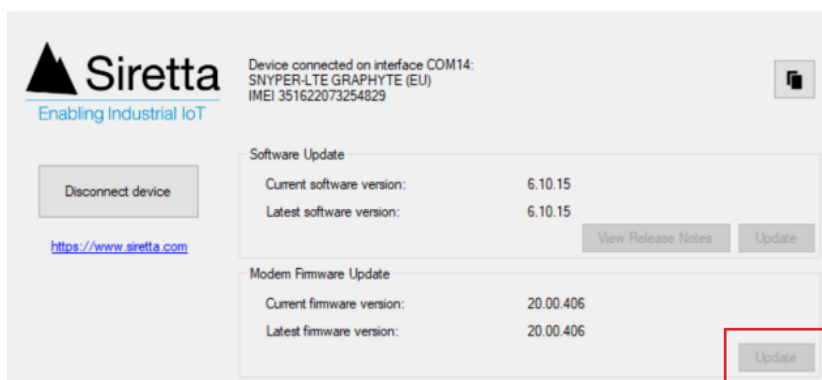 Siretta
Enabling Industrial IoT
Device connected on interface COM14:
SNYPER-LTE GRAPHYTE (EU)
IMEI 351622073254829
Disconnect device
https://www.siretta.com
Software Update
Current software version: 6.10.15
Latest software version: 6.10.15
View Release Notes Update
Modem Firmware Update
Current firmware version: 20.00.406
Latest firmware version: 20.00.406
Update